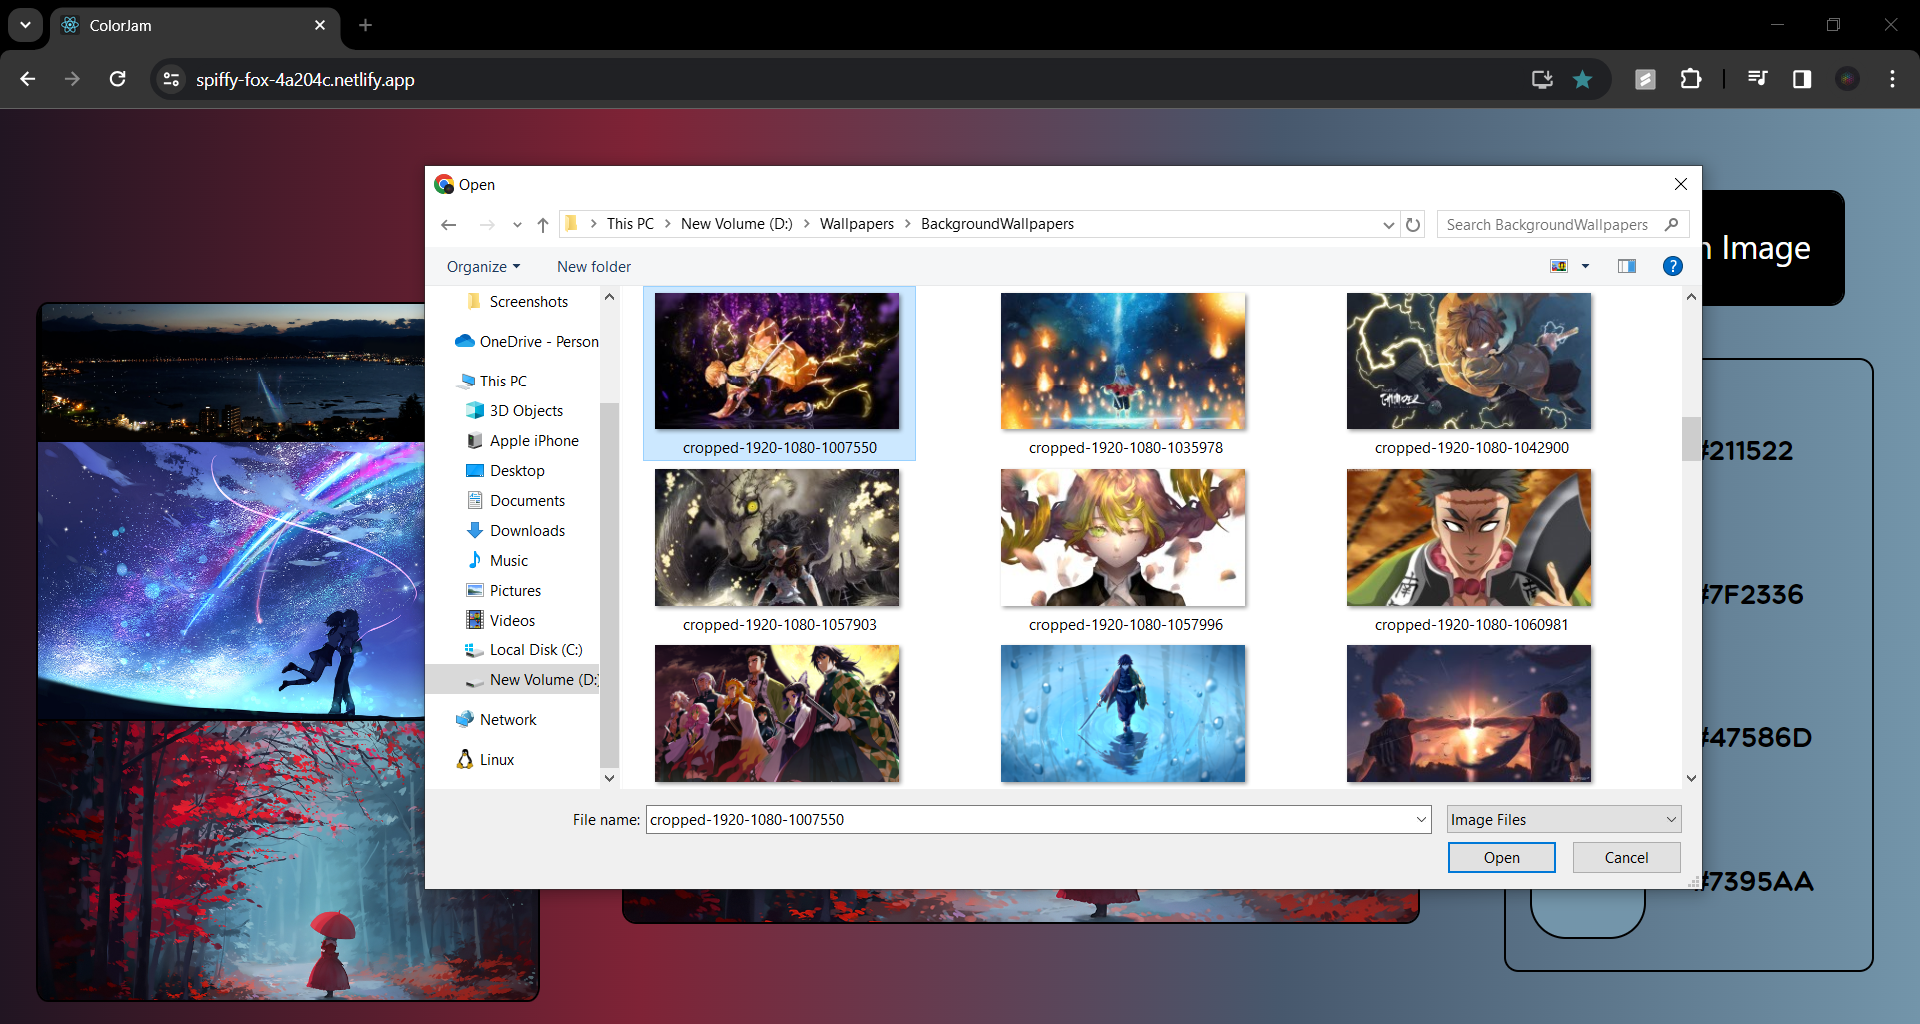 ColorJam
spiffy-fox-4a204c.netlify.app
Open
This PC > New Volume (D:) > Wallpapers > BackgroundWallpapers
Search BackgroundWallpapers
Organize
New folder
Image
Screenshots
OneDrive - Person
This PC
3D Objects
Apple iPhone
Desktop
Documents
Downloads
Music
Pictures
Videos
Local Disk (C:)
New Volume (D:
Network
Linux
cropped-1920-1080-1007550
cropped-1920-1080-1035978
cropped-1920-1080-1042900
cropped-1920-1080-1057903
cropped-1920-1080-1057996
cropped-1920-1080-1060981
File name:
cropped-1920-1080-1007550
Image Files
Open
Cancel
#211522
#7F2336
#47586D
#7395AA